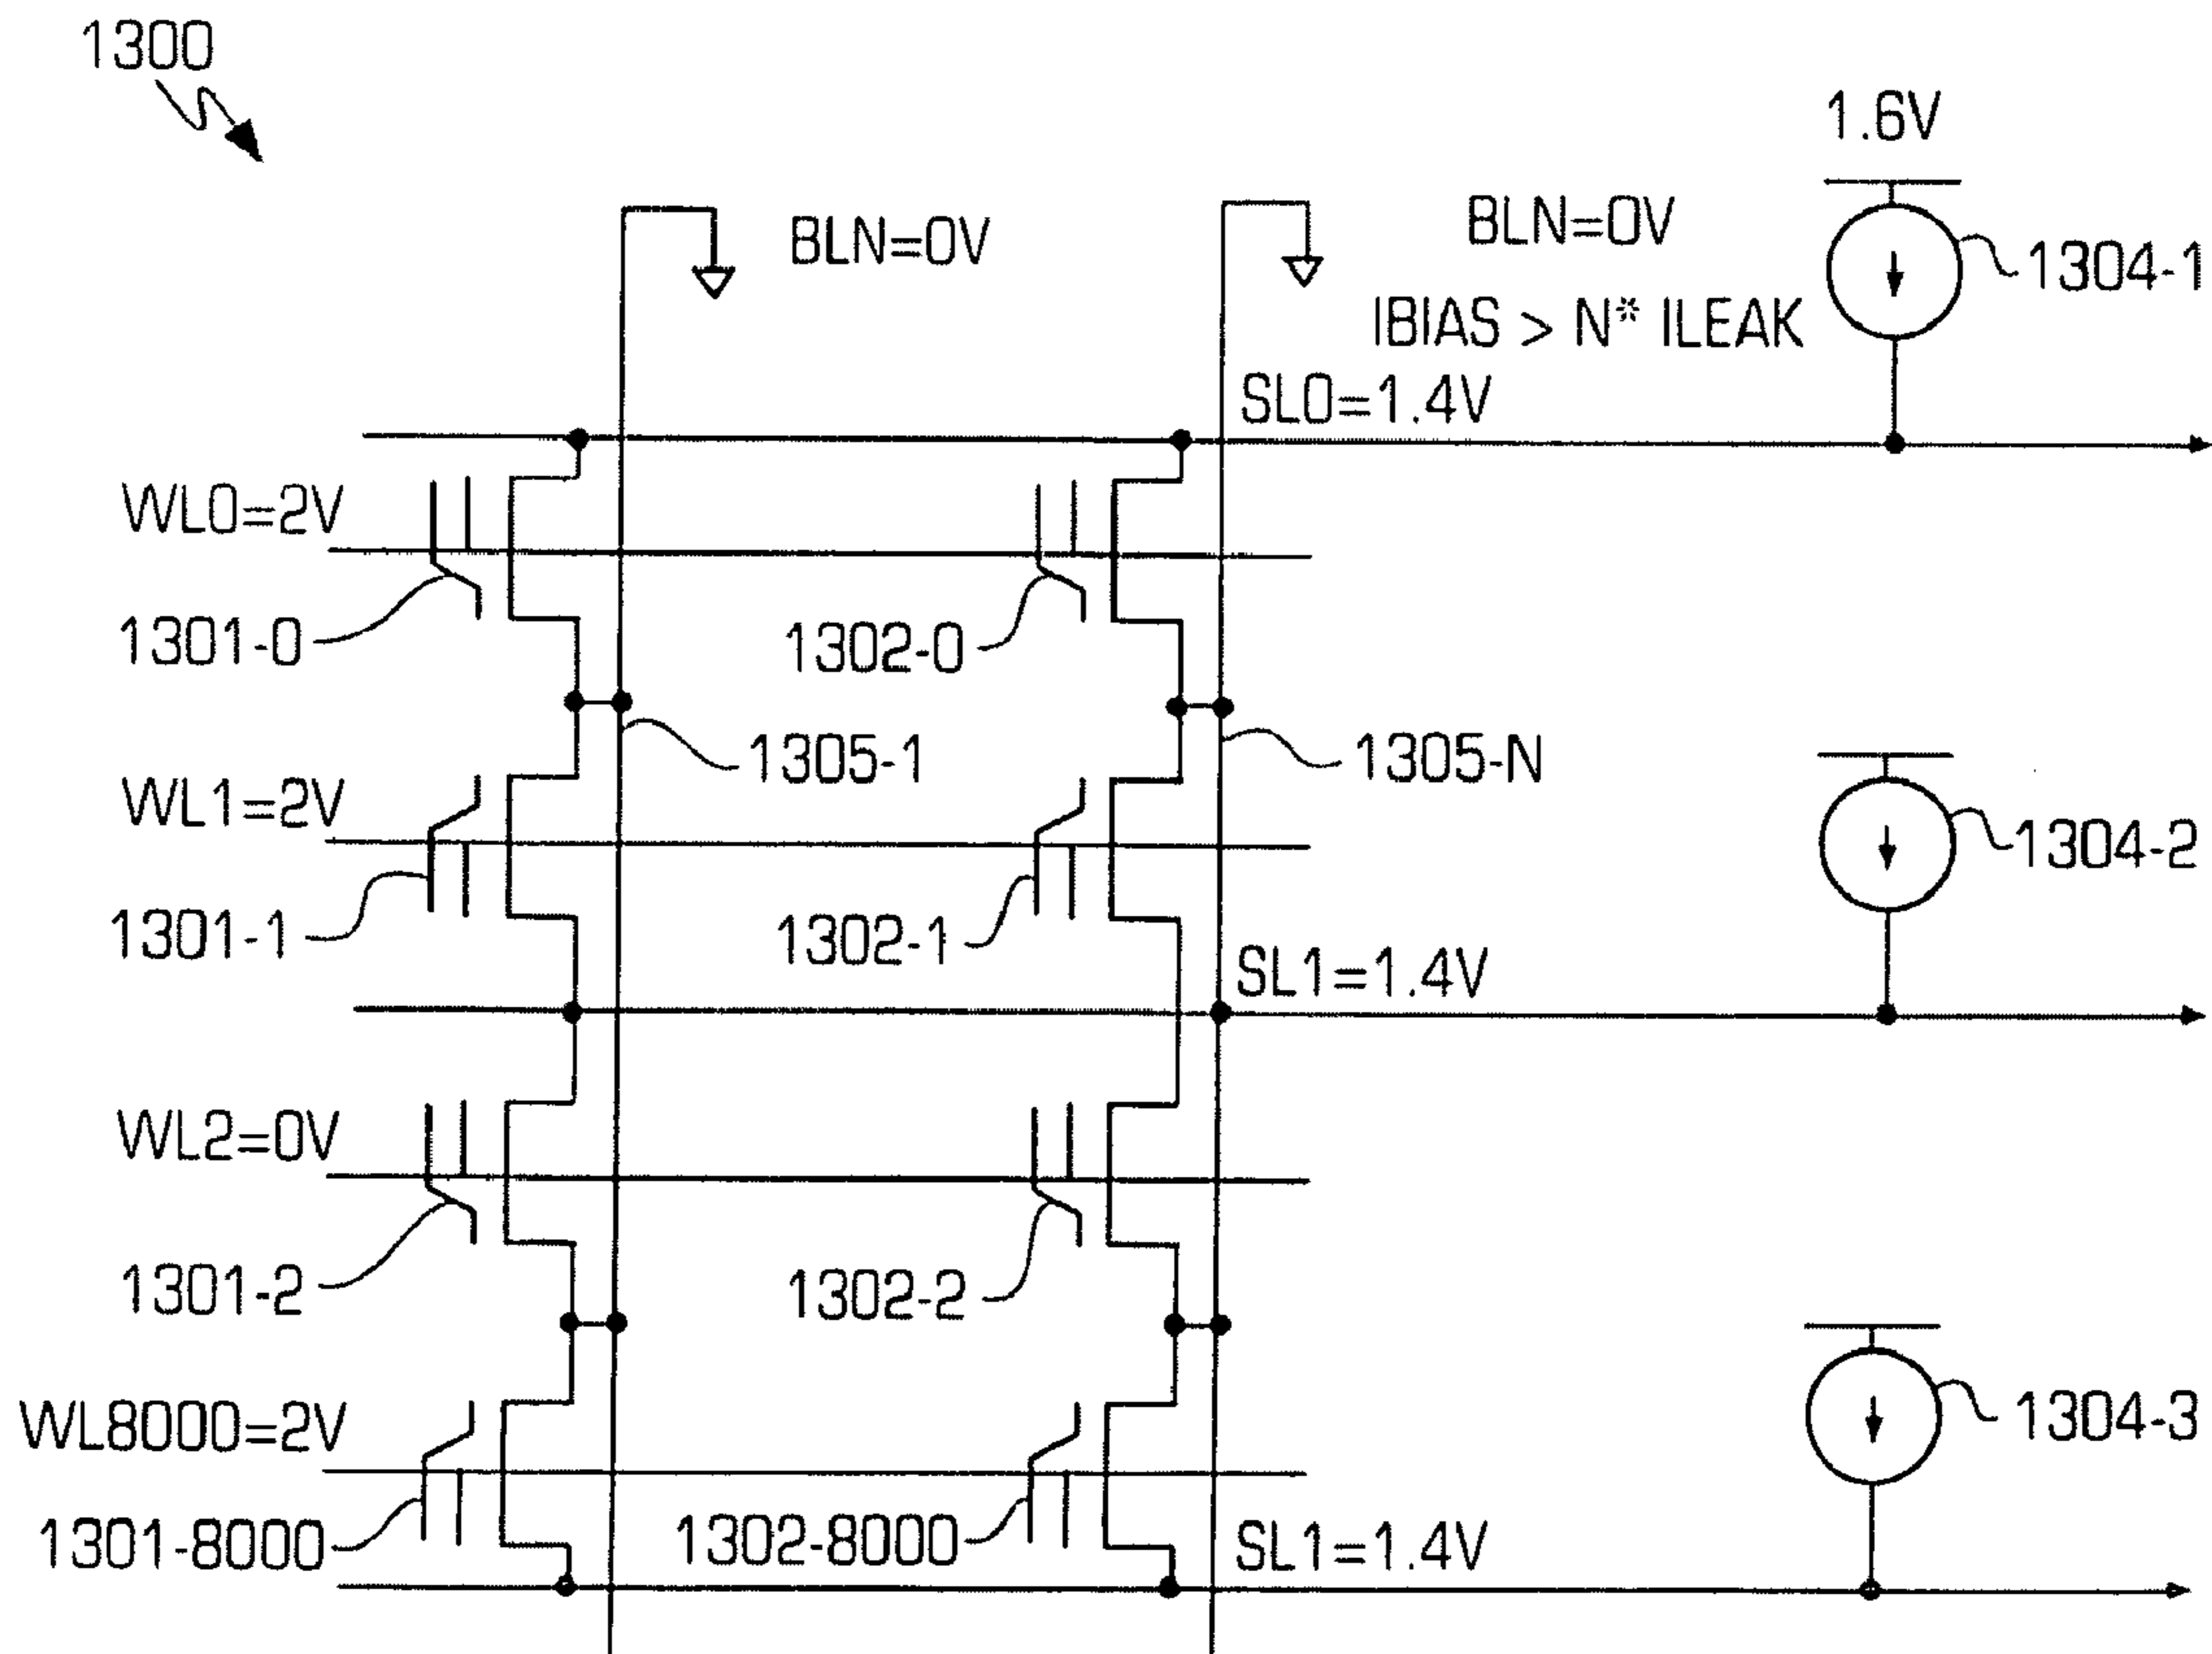 1300
1.6V
BLN=0V
BLN=0V
1304-1
IBIAS > N* ILEAK
SL0=1.4V
WL0=2V
1301-0
1302-0
1305-1
1305-N
WL1=2V
1304-2
1301-1
1302-1
SL1=1.4V
WL2=0V
1301-2
1302-2
WL8000=2V
1304-3
1301-8000
1302-8000
SL1=1.4V